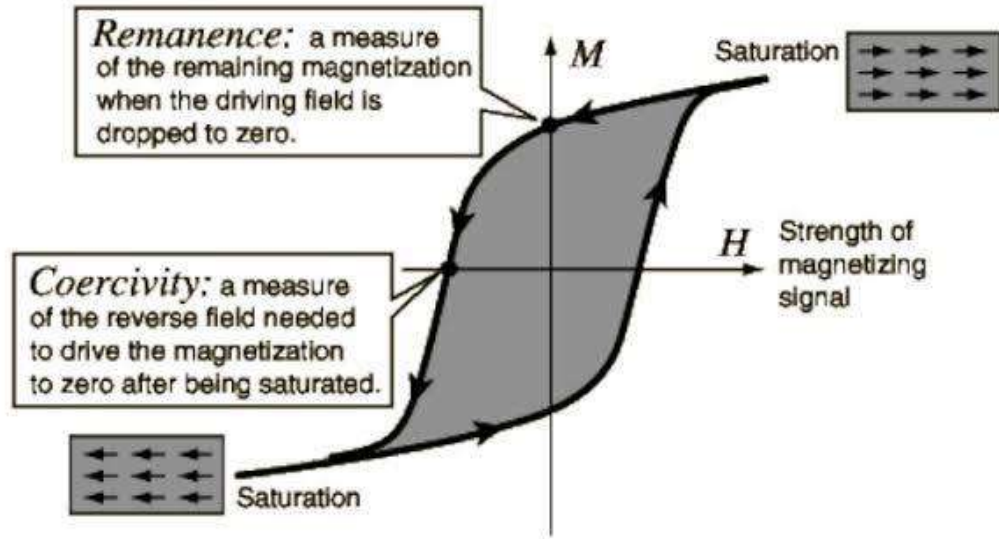 Remanence: a measure
of the remaining magnetization
when the driving field is
dropped to zero.
M
Saturation
H
Strength of
magnetizing
signal
Coercivity: a measure
of the reverse field needed
to drive the magnetization
to zero after being saturated.
Saturation